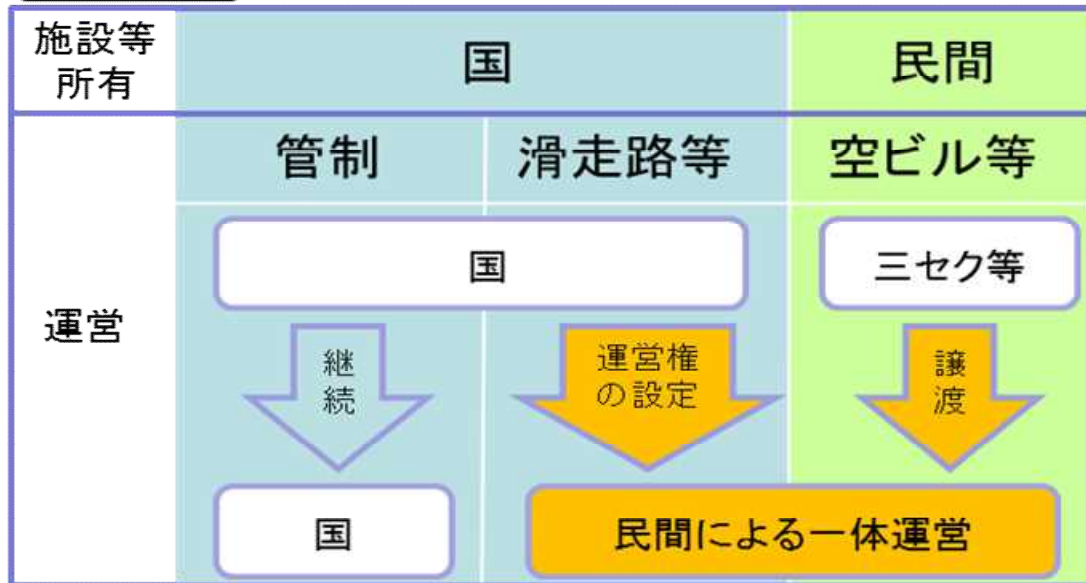 施設等
所有
国
民間
管制
滑走路等
空ビル等
運営
国
三セク等
継
続
運営権
の設定
譲
渡
国
民間による一体運営